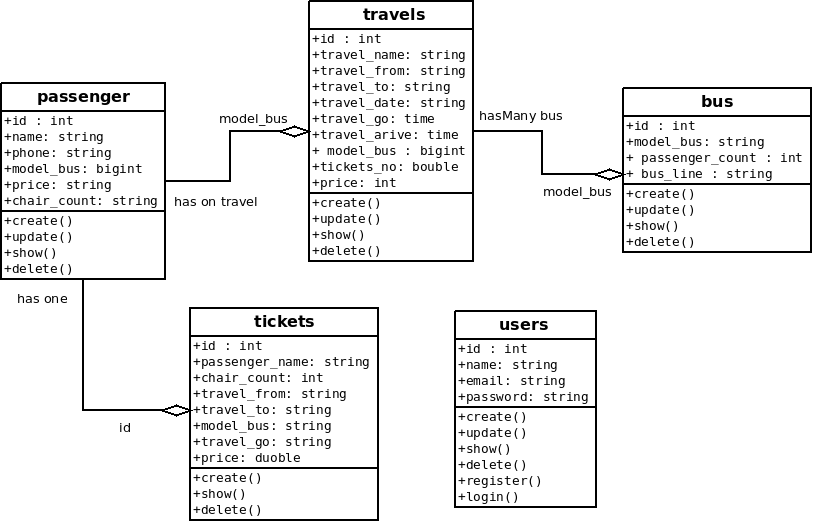 travels
+id : int
+travel_name: string
+travel_from: string
+travel_to: string
+travel_date: string
+travel_go: time
+travel_arive: time
+ model_bus : bigint
+tickets_no: bouble
+price: int
+create()
+update()
+show()
+delete()
passenger
+id : int
+name: string
+phone: string
+model_bus: bigint
+price: string
+chair_count: string
+create()
+update()
+show()
+delete()
model_bus
has on travel
hasMany bus
model_bus
bus
+id : int
+model_bus: string
+ passenger_count : int
+ bus_line : string
+create()
+update()
+show()
+delete()
has one
id
tickets
+id : int
+passenger_name: string
+chair_count: int
+travel_from: string
+travel_to: string
+model_bus: string
+travel_go: string
+price: duoble
+create()
+show()
+delete()
users
+id : int
+name: string
+email: string
+password: string
+create()
+update()
+show()
+delete()
+register()
+login()